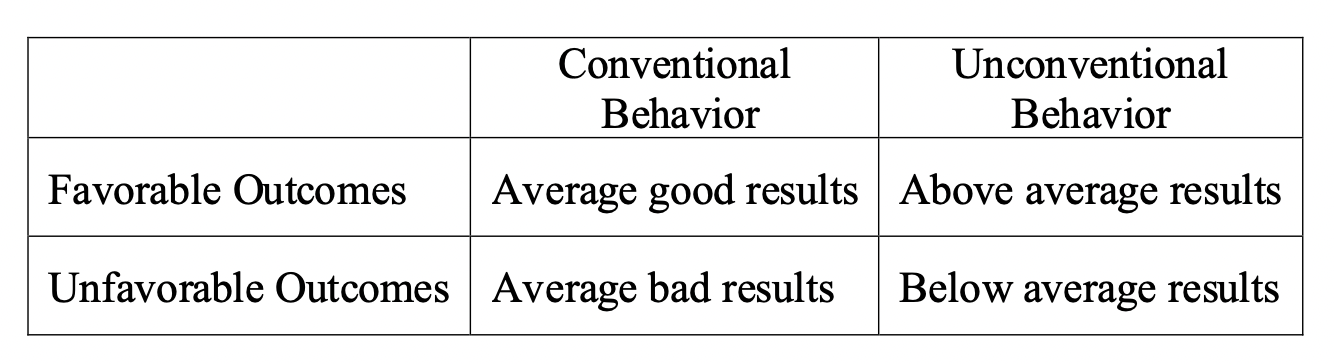 Conventional Unconventional
Behavior Behavior
Favorable Outcomes Average good results Above average results
Unfavorable Outcomes Average bad results Below average results